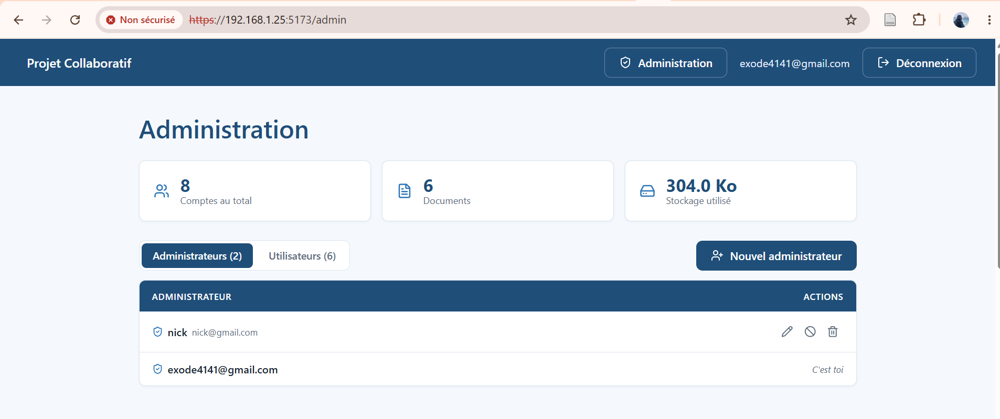 Non sécurisé https://192.168.1.25:5173/admin
Projet Collaboratif Administration exode4141@gmail.com Déconnexion
Administration
8
Comptes au total
6
Documents
304.0 Ko
Stockage utilisé
Administrateurs (2) Utilisateurs (6) Nouvel administrateur
ADMINISTRATEUR ACTIONS
nick nick@gmail.com
exode4141@gmail.com C'est toi